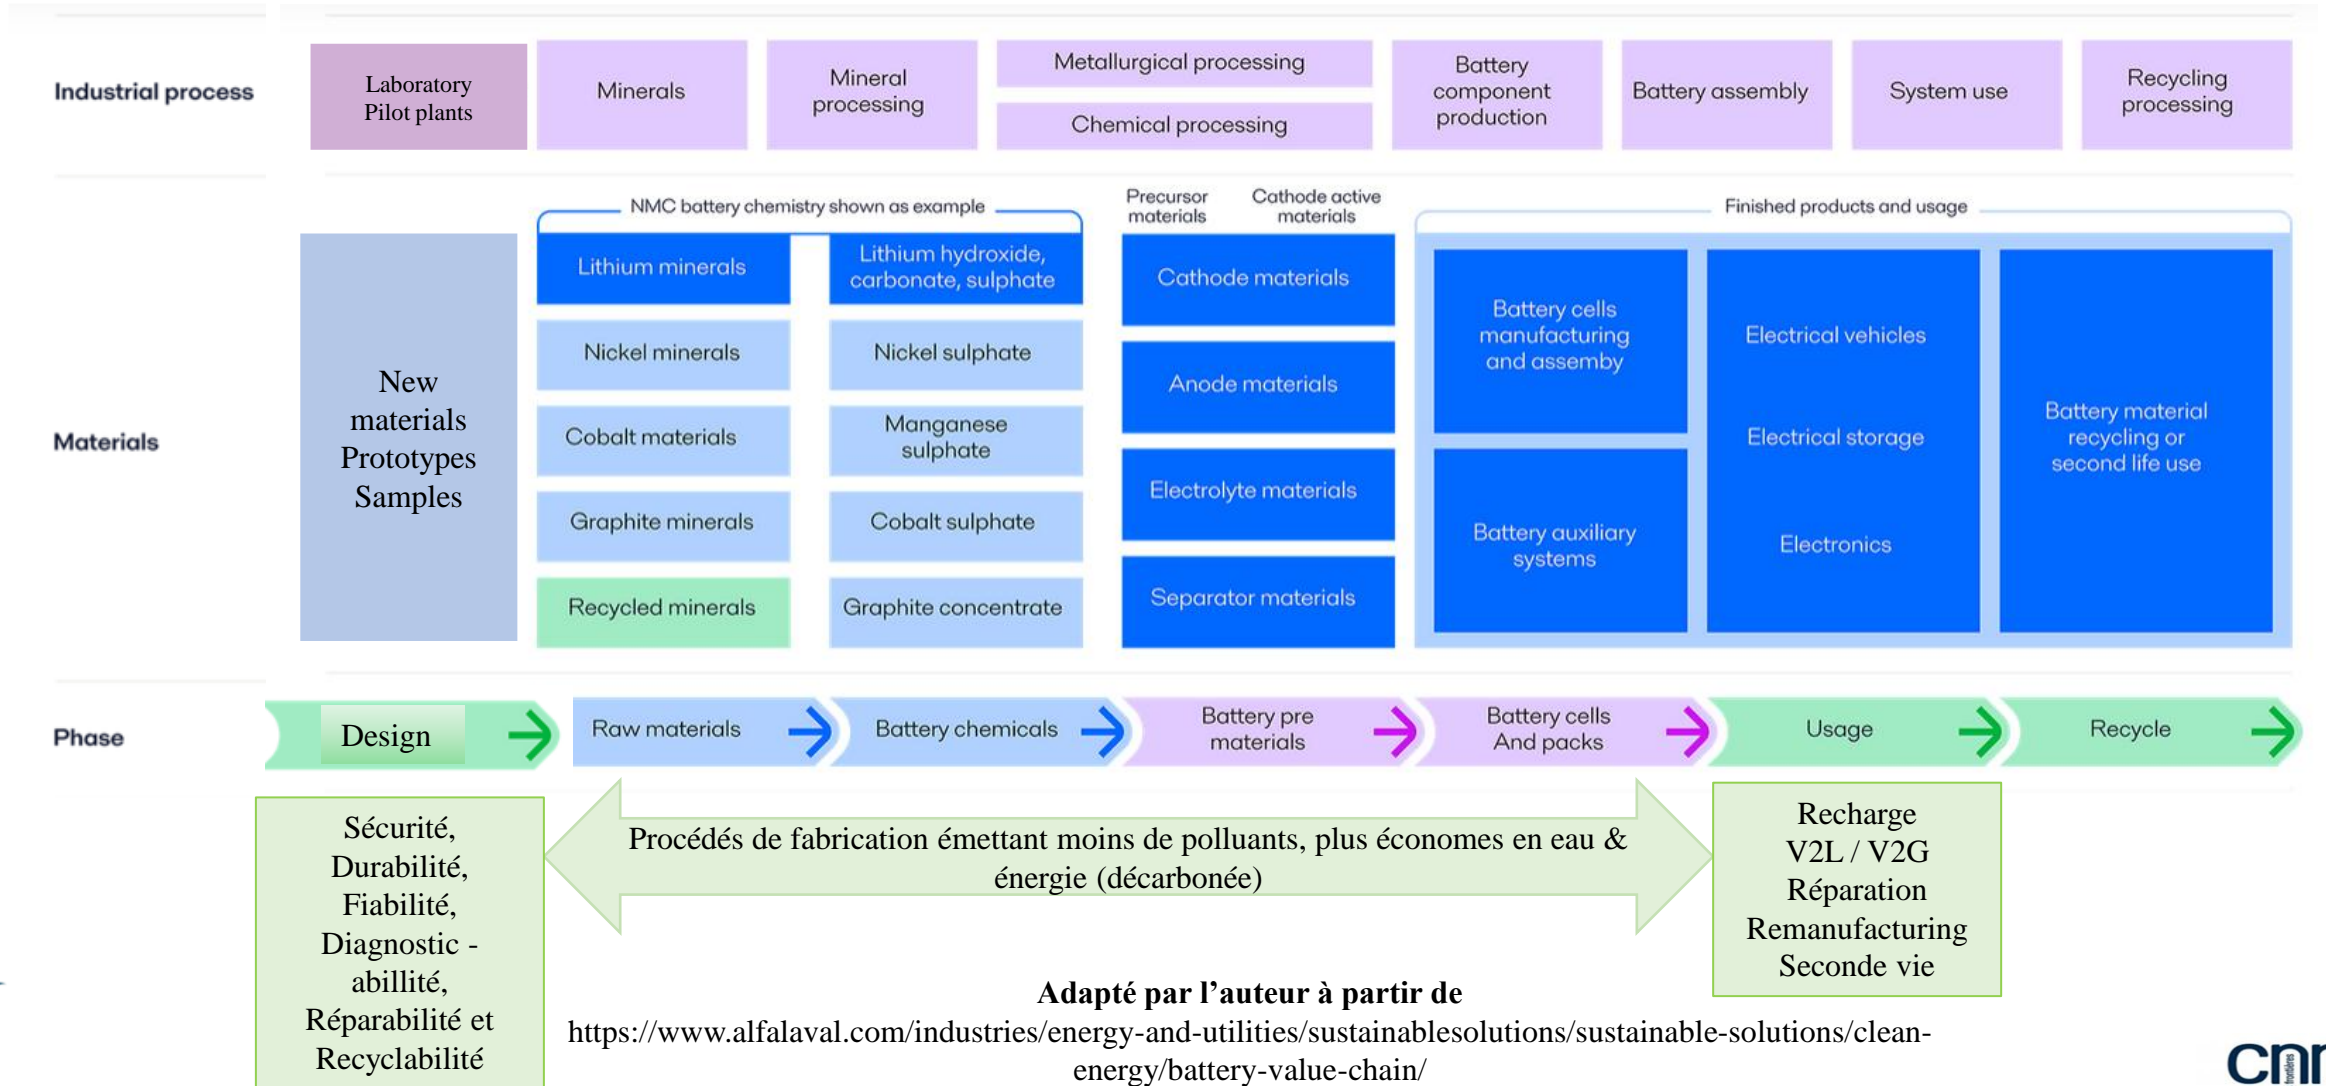 Industrial process
Laboratory
Pilot plants
Minerals
Mineral
processing
Metallurgical processing
Chemical processing
Battery
component
production
Battery assembly
System use
Recycling
processing
Materials
New
materials
Prototypes
Samples
NMC battery chemistry shown as example
Lithium minerals
Nickel minerals
Cobalt materials
Graphite minerals
Recycled minerals
Lithium hydroxide,
carbonate, sulphate
Nickel sulphate
Manganese
sulphate
Cobalt sulphate
Graphite concentrate
Precursor
materials
Cathode active
materials
Cathode materials
Anode materials
Electrolyte materials
Separator materials
Finished products and usage
Battery cells
manufacturing
and assemby
Battery auxiliary
systems
Electrical vehicles
Electrical storage
Electronics
Battery material
recycling or
second life use
Phase
Design
Raw materials
Battery chemicals
Battery pre
materials
Battery cells
And packs
Usage
Recycle
Sécurité,
Durabilité,
Fiabilité,
Diagnostic -
abillité,
Réparabilité et
Recyclabilité
Procédés de fabrication émettant moins de polluants, plus économes en eau &
énergie (décarbonée)
Recharge
V2L / V2G
Réparation
Remanufacturing
Seconde vie
Adapté par l’auteur à partir de
https://www.alfalaval.com/industries/energy-and-utilities/sustainablesolutions/sustainable-solutions/clean-
energy/battery-value-chain/